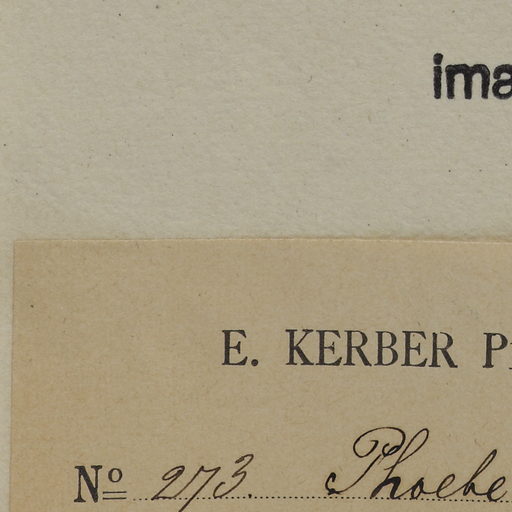 ima
E. KERBER P
Nº 273. Phoebe